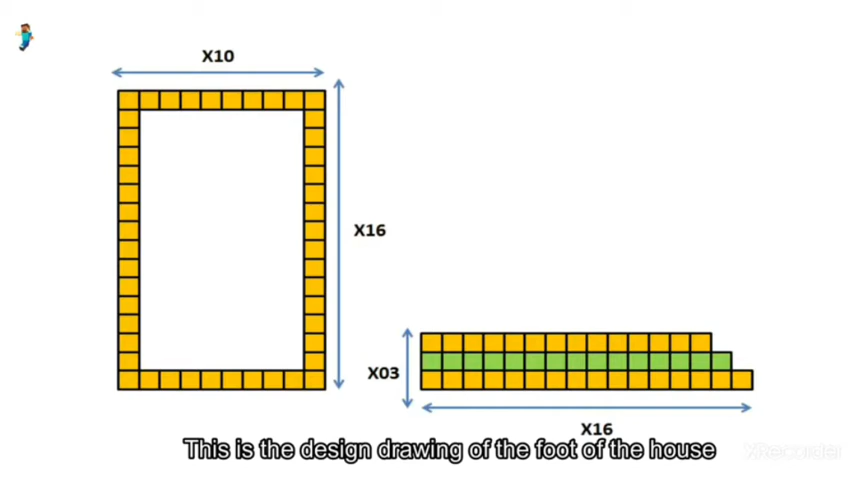 X10
X16
X03
X16
This is the design drawing of the foot of the house
XRecorder